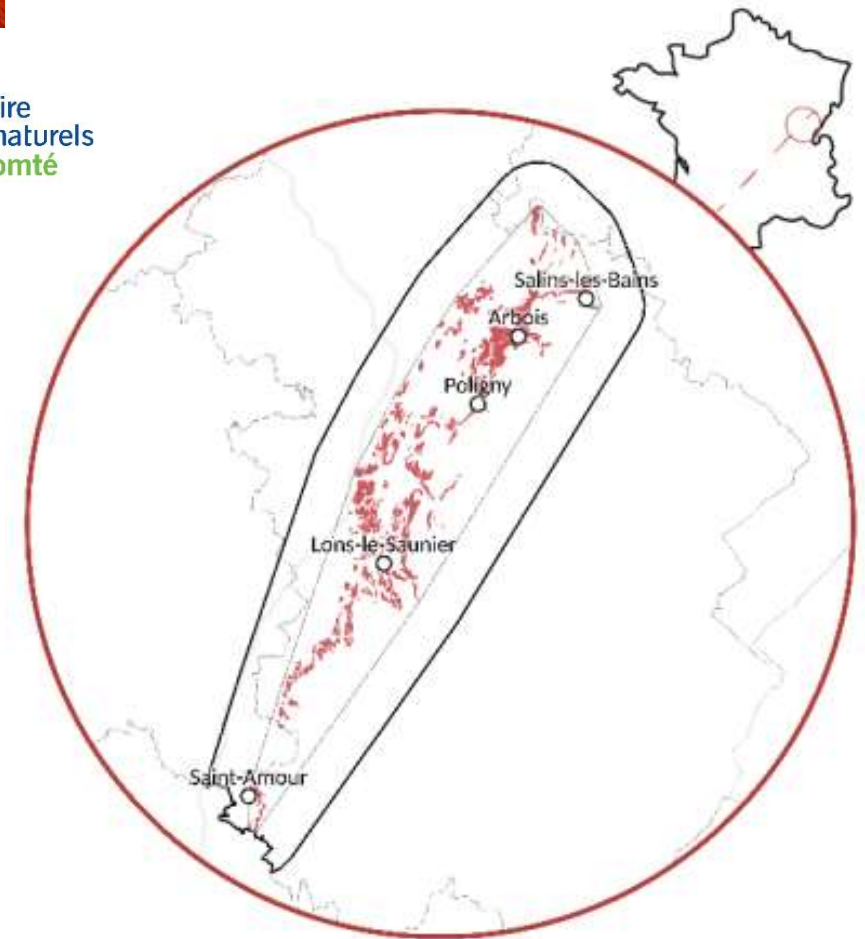 ire
naturels
omté
Salins-les-Bains
Arbois
Poligny
Lons-le-Saunier
Saint-Amour